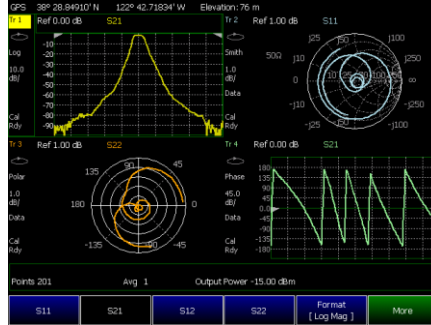 GPS 38° 28.84910' N 122° 42.71834' W Elevation: 76 m
Tr 1 Ref 0.00 dB S21
Log
10.0
dB/
Cal
Rdy
-10
-20
-30
-40
-50
-60
-70
-80
-90
Tr 2 Ref 1.00 dB S11
Smith
1.0
dB/
Data
Cal
Rdy
50Ω
j25
j100
j10
0
10
25
∞
-j10
-j25
-j100
Tr 3 Ref 1.00 dB S22
Polar
1.0
dB/
Data
Cal
Rdy
90
135
45
180
0
-135
-90
-45
Tr 4 Ref 0.00 dB S21
Phase
45.0
dB/
Data
Cal
Rdy
180
135
90
45
0.0
-45
-90
-135
-180
Points 201 Avg 1 Output Power -15.00 dBm
S11 S21 S12 S22 Format [ Log Mag ] More